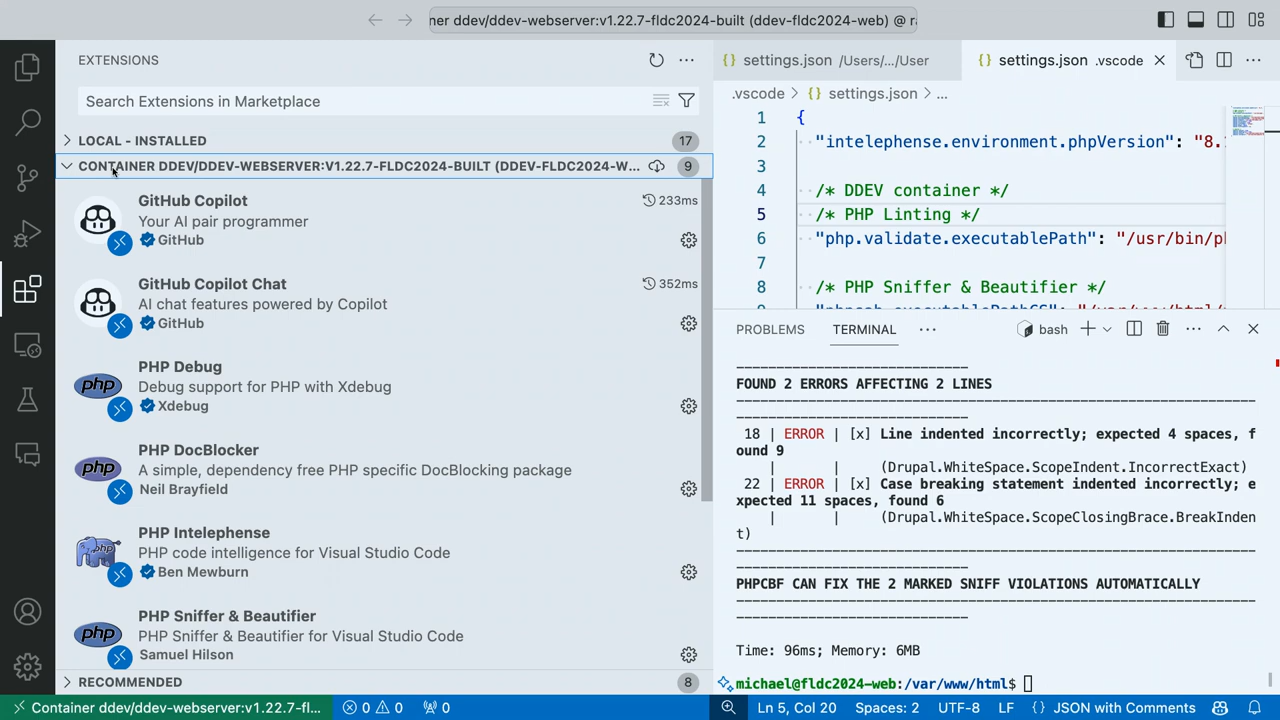 ner ddev/ddev-webserver:v1.22.7-fldc2024-built (ddev-fldc2024-web) @
EXTENSIONS
Search Extensions in Marketplace
LOCAL - INSTALLED
17
CONTAINER DDEV/DDEV-WEBSERVER:V1.22.7-FLDC2024-BUILT (DDEV-FLDC2024-W...
9
GitHub Copilot
233ms
Your AI pair programmer
GitHub
GitHub Copilot Chat
352ms
AI chat features powered by Copilot
GitHub
php
PHP Debug
Debug support for PHP with Xdebug
Xdebug
php
PHP DocBlocker
A simple, dependency free PHP specific DocBlocking package
Neil Brayfield
php
PHP Intelephense
PHP code intelligence for Visual Studio Code
Ben Mewburn
php
PHP Sniffer & Beautifier
PHP Sniffer & Beautifier for Visual Studio Code
Samuel Hilson
RECOMMENDED
8
{} settings.json /Users/.../User
{} settings.json .vscode
.vscode > {} settings.json > ...
1 {
2 "intelephense.environment.phpVersion": "8.
3
4 /* DDEV container */
5 /* PHP Linting */
6 "php.validate.executablePath": "/usr/bin/p
7
8 /* PHP Sniffer & Beautifier */
PROBLEMS
TERMINAL
bash
----------------------------
FOUND 2 ERRORS AFFECTING 2 LINES
-----------------------------------------------------------------
----------------------------
18 | ERROR | [x] Line indented incorrectly; expected 4 spaces, f
ound 9
| | (Drupal.WhiteSpace.ScopeIndent.IncorrectExact)
22 | ERROR | [x] Case breaking statement indented incorrectly; e
xpected 11 spaces, found 6
| | (Drupal.WhiteSpace.ScopeClosingBrace.BreakInden
t)
-----------------------------------------------------------------
----------------------------
PHPCBF CAN FIX THE 2 MARKED SNIFF VIOLATIONS AUTOMATICALLY
-----------------------------------------------------------------
----------------------------
Time: 96ms; Memory: 6MB
michael@fldc2024-web:/var/www/html$
Container ddev/ddev-webserver:v1.22.7-fl...
0
0
0
Ln 5, Col 20
Spaces: 2
UTF-8
LF
{} JSON with Comments